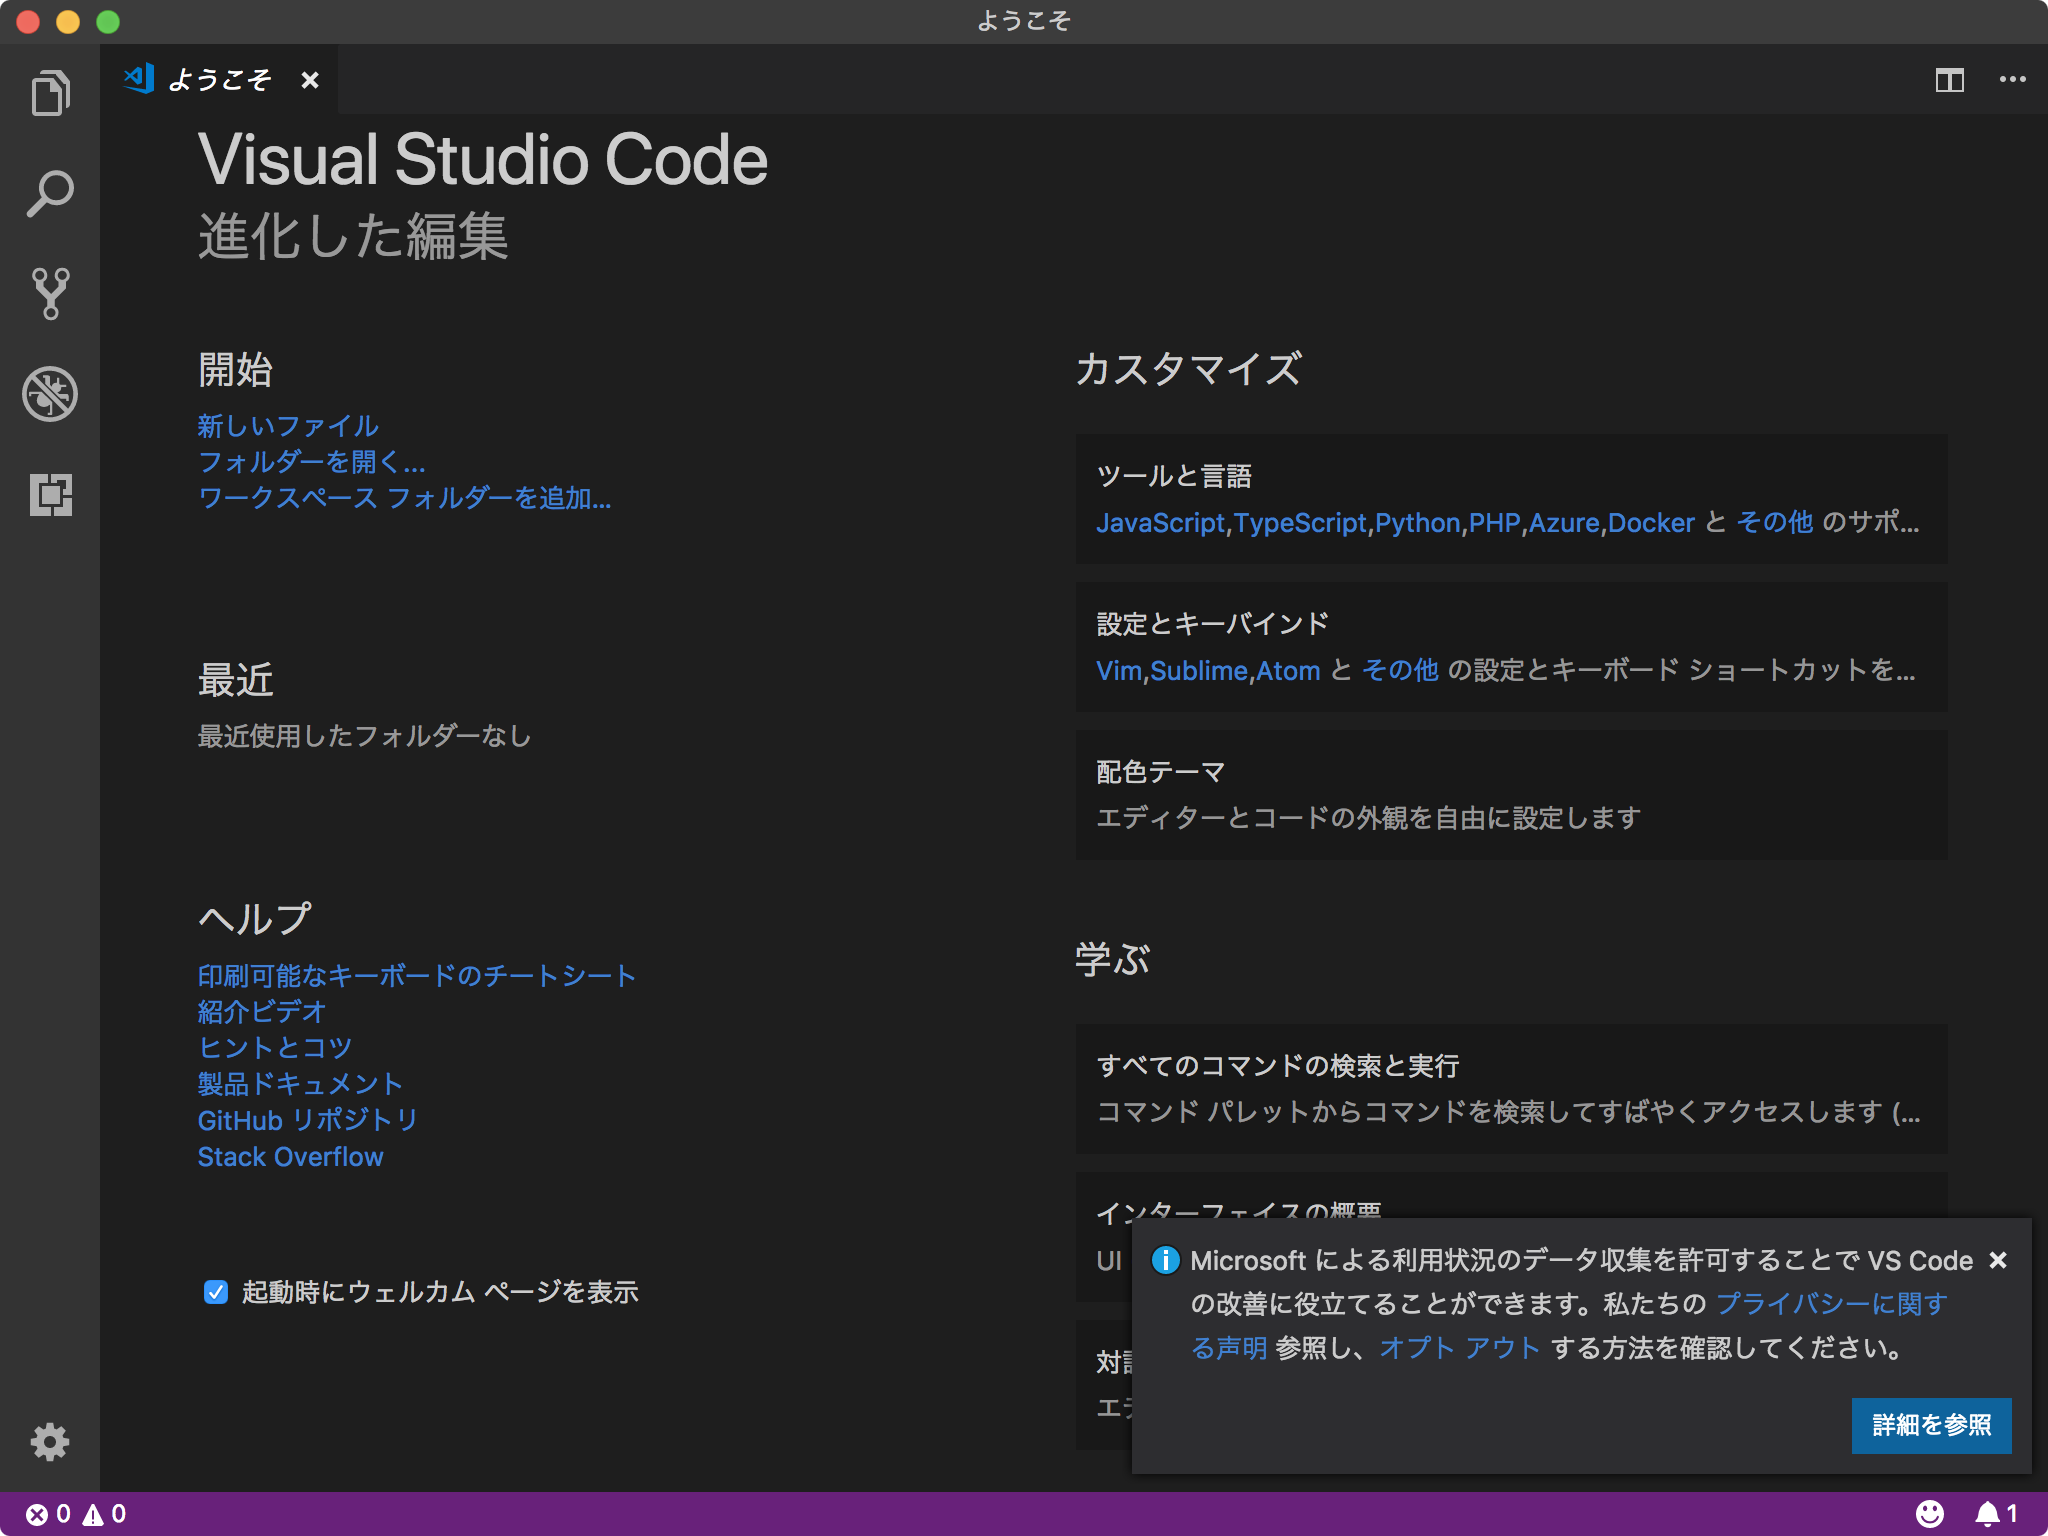 ようこそ
ようこそ
Visual Studio Code
進化した編集
開始
新しいファイル
フォルダーを開く...
ワークスペース フォルダーを追加...
最近
最近使用したフォルダーなし
ヘルプ
印刷可能なキーボードのチートシート
紹介ビデオ
ヒントとコツ
製品ドキュメント
GitHub リポジトリ
Stack Overflow
起動時にウェルカム ページを表示
カスタマイズ
ツールと言語
JavaScript,TypeScript,Python,PHP,Azure,Docker と その他 のサポ...
設定とキーバインド
Vim,Sublime,Atom と その他 の設定とキーボード ショートカットを...
配色テーマ
エディターとコードの外観を自由に設定します
学ぶ
すべてのコマンドの検索と実行
コマンド パレットからコマンドを検索してすばやくアクセスします (...
インターフェイスの概要
UI
対
エ
Microsoft による利用状況のデータ収集を許可することで VS Code
の改善に役立てることができます。私たちの プライバシーに関す
る声明 参照し、オプト アウト する方法を確認してください。
詳細を参照
0 0
1